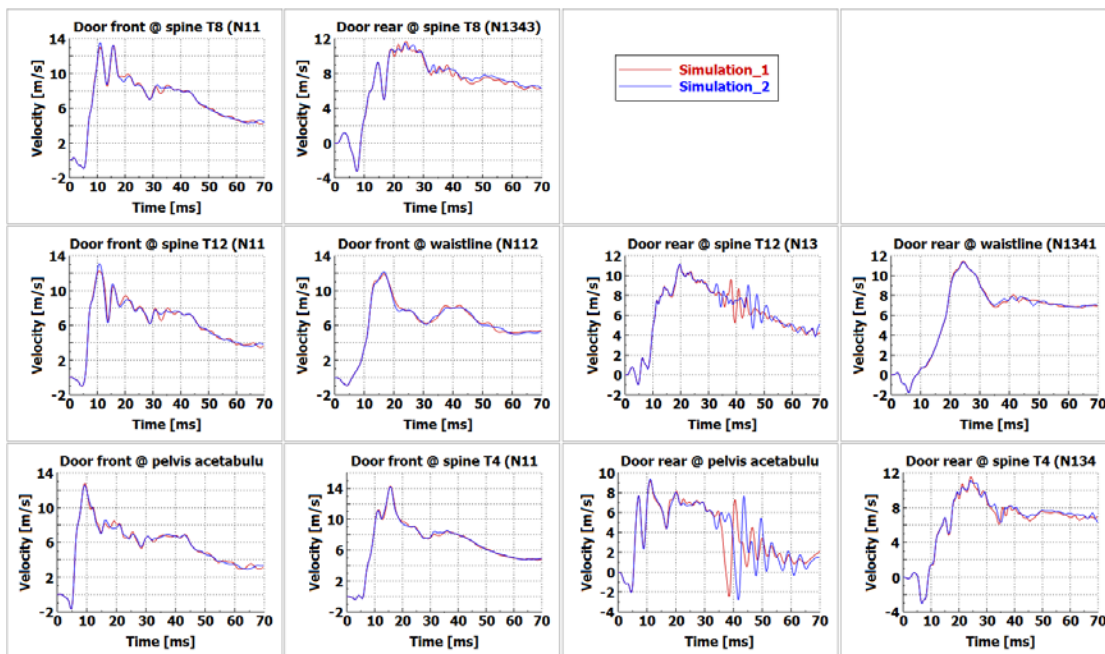 Door front @ spine T8 (N11
Velocity [m/s]
14
10
6
2
-2
0 10 20 30 40 50 60 70
Time [ms]
Door rear @ spine T8 (N1343)
Velocity [m/s]
12
8
4
0
-4
0 10 20 30 40 50 60 70
Time [ms]
Simulation_1
Simulation_2
Door front @ spine T12 (N11
Velocity [m/s]
14
10
6
2
-2
0 10 20 30 40 50 60 70
Time [ms]
Door front @ waistline (N112
Velocity [m/s]
14
10
6
2
-2
0 10 20 30 40 50 60 70
Time [ms]
Door rear @ spine T12 (N13
Velocity [m/s]
12
10
8
6
4
2
0
-2
0 10 20 30 40 50 60 70
Time [ms]
Door rear @ waistline (N1341
Velocity [m/s]
12
10
8
6
4
2
0
-2
0 10 20 30 40 50 60 70
Time [ms]
Door front @ pelvis acetabulu
Velocity [m/s]
14
10
6
2
-2
0 10 20 30 40 50 60 70
Time [ms]
Door front @ spine T4 (N11
Velocity [m/s]
14
10
6
2
-2
0 10 20 30 40 50 60 70
Time [ms]
Door rear @ pelvis acetabulu
Velocity [m/s]
10
8
6
4
2
0
-2
-4
0 10 20 30 40 50 60 70
Time [ms]
Door rear @ spine T4 (N134
Velocity [m/s]
12
8
4
0
-4
0 10 20 30 40 50 60 70
Time [ms]